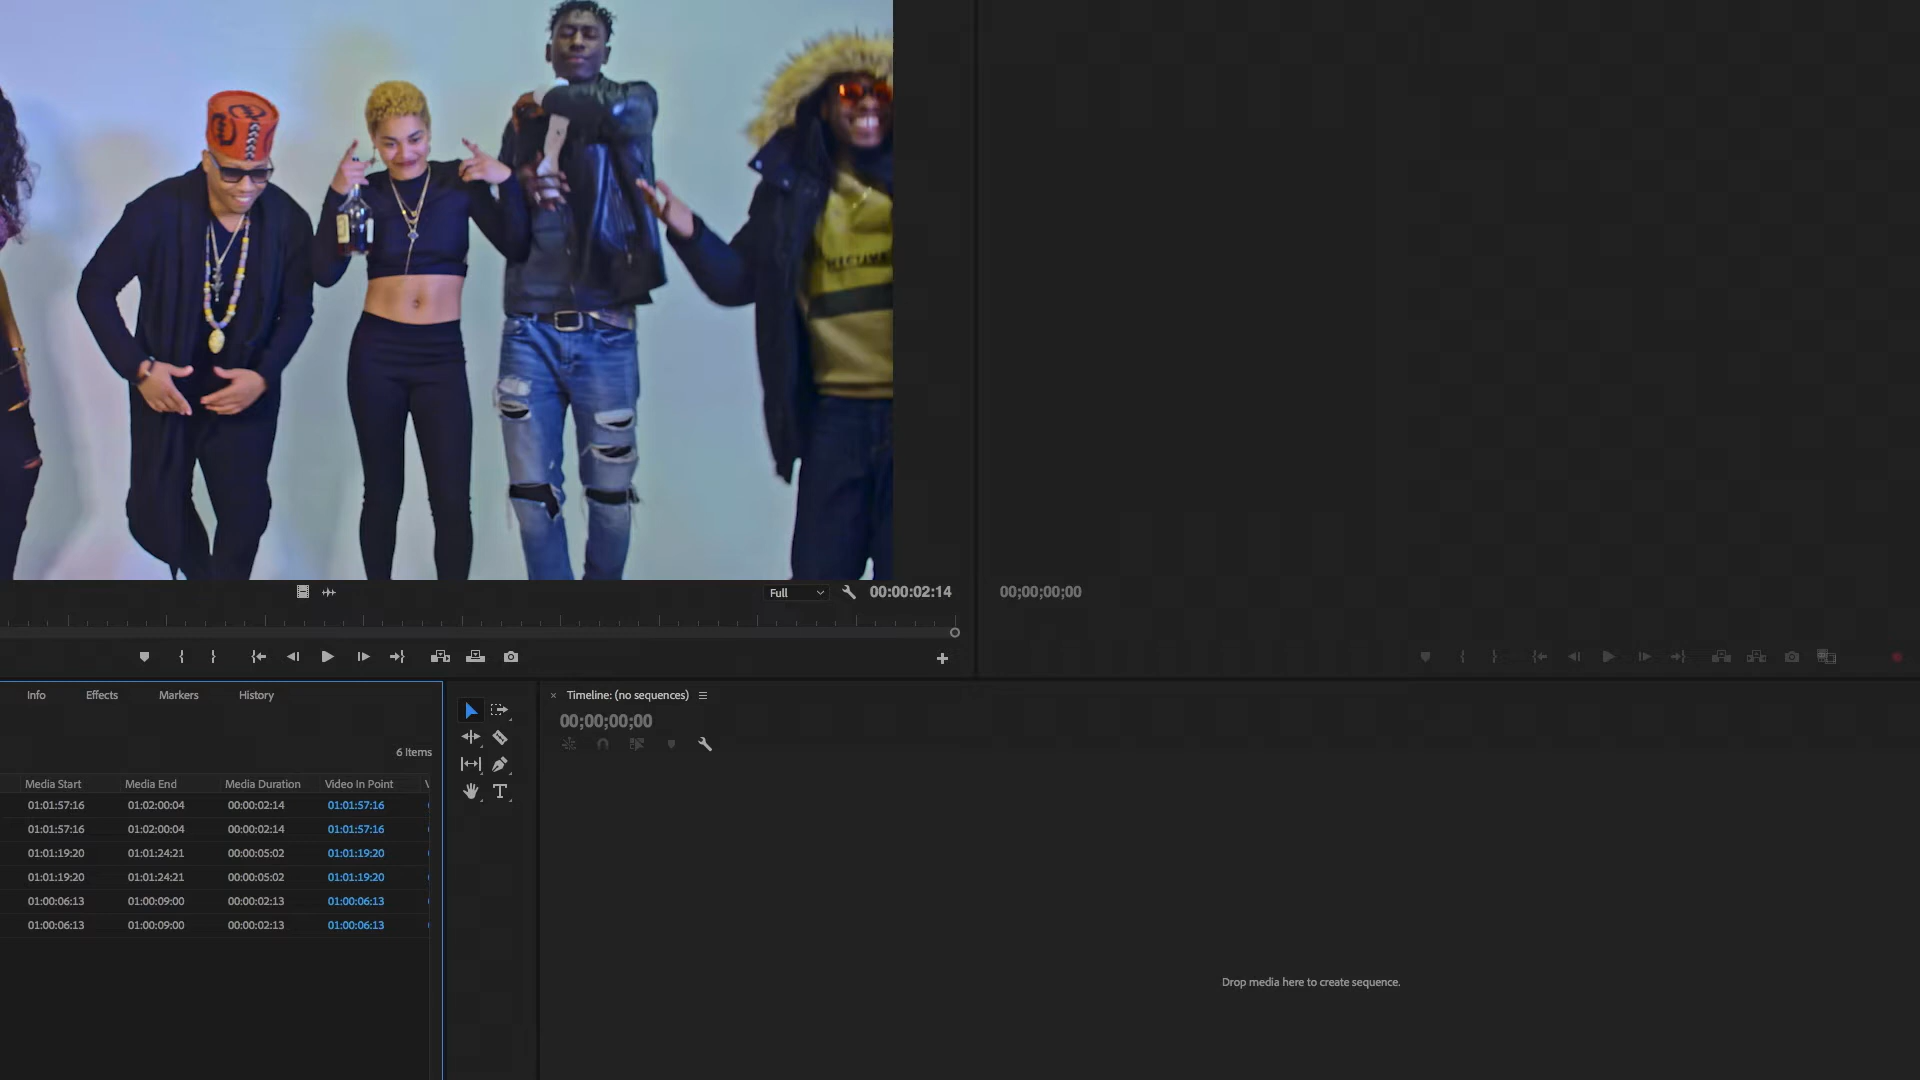 Full
00:00:02:14
00;00;00;00
Info
Effects
Markers
History
Timeline: (no sequences)
00;00;00;00
6 Items
Media Start Media End Media Duration Video In Point V
01:01:57:16 01:02:00:04 00:00:02:14 01:01:57:16
01:01:57:16 01:02:00:04 00:00:02:14 01:01:57:16
01:01:19:20 01:01:24:21 00:00:05:02 01:01:19:20
01:01:19:20 01:01:24:21 00:00:05:02 01:01:19:20
01:00:06:13 01:00:09:00 00:00:02:13 01:00:06:13
01:00:06:13 01:00:09:00 00:00:02:13 01:00:06:13
Drop media here to create sequence.